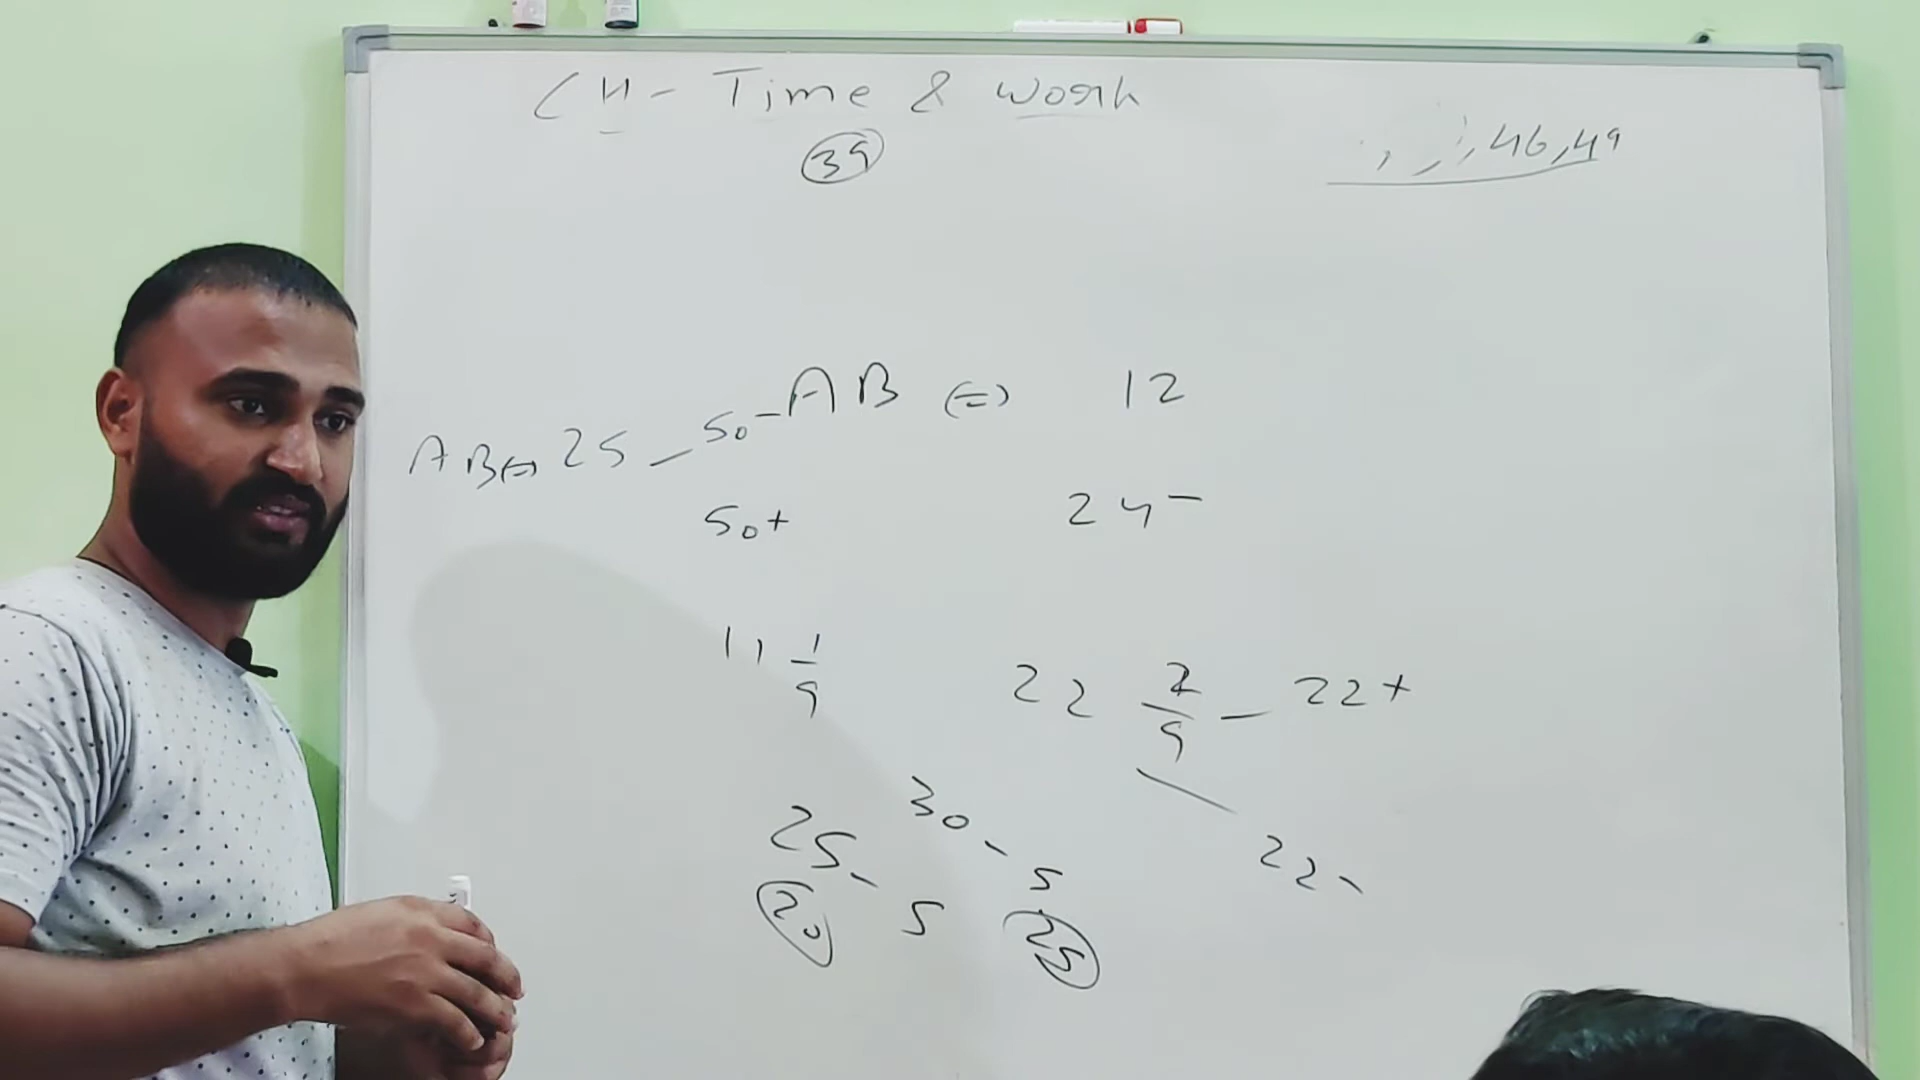 CH - Time & Work
39
46, 49
AB (=) 12
AB (=) 25 - 50 -
50+
24 -
11 1/9
22 2/9 - 22+
22 -
30 - 5
25 - 5
20
25